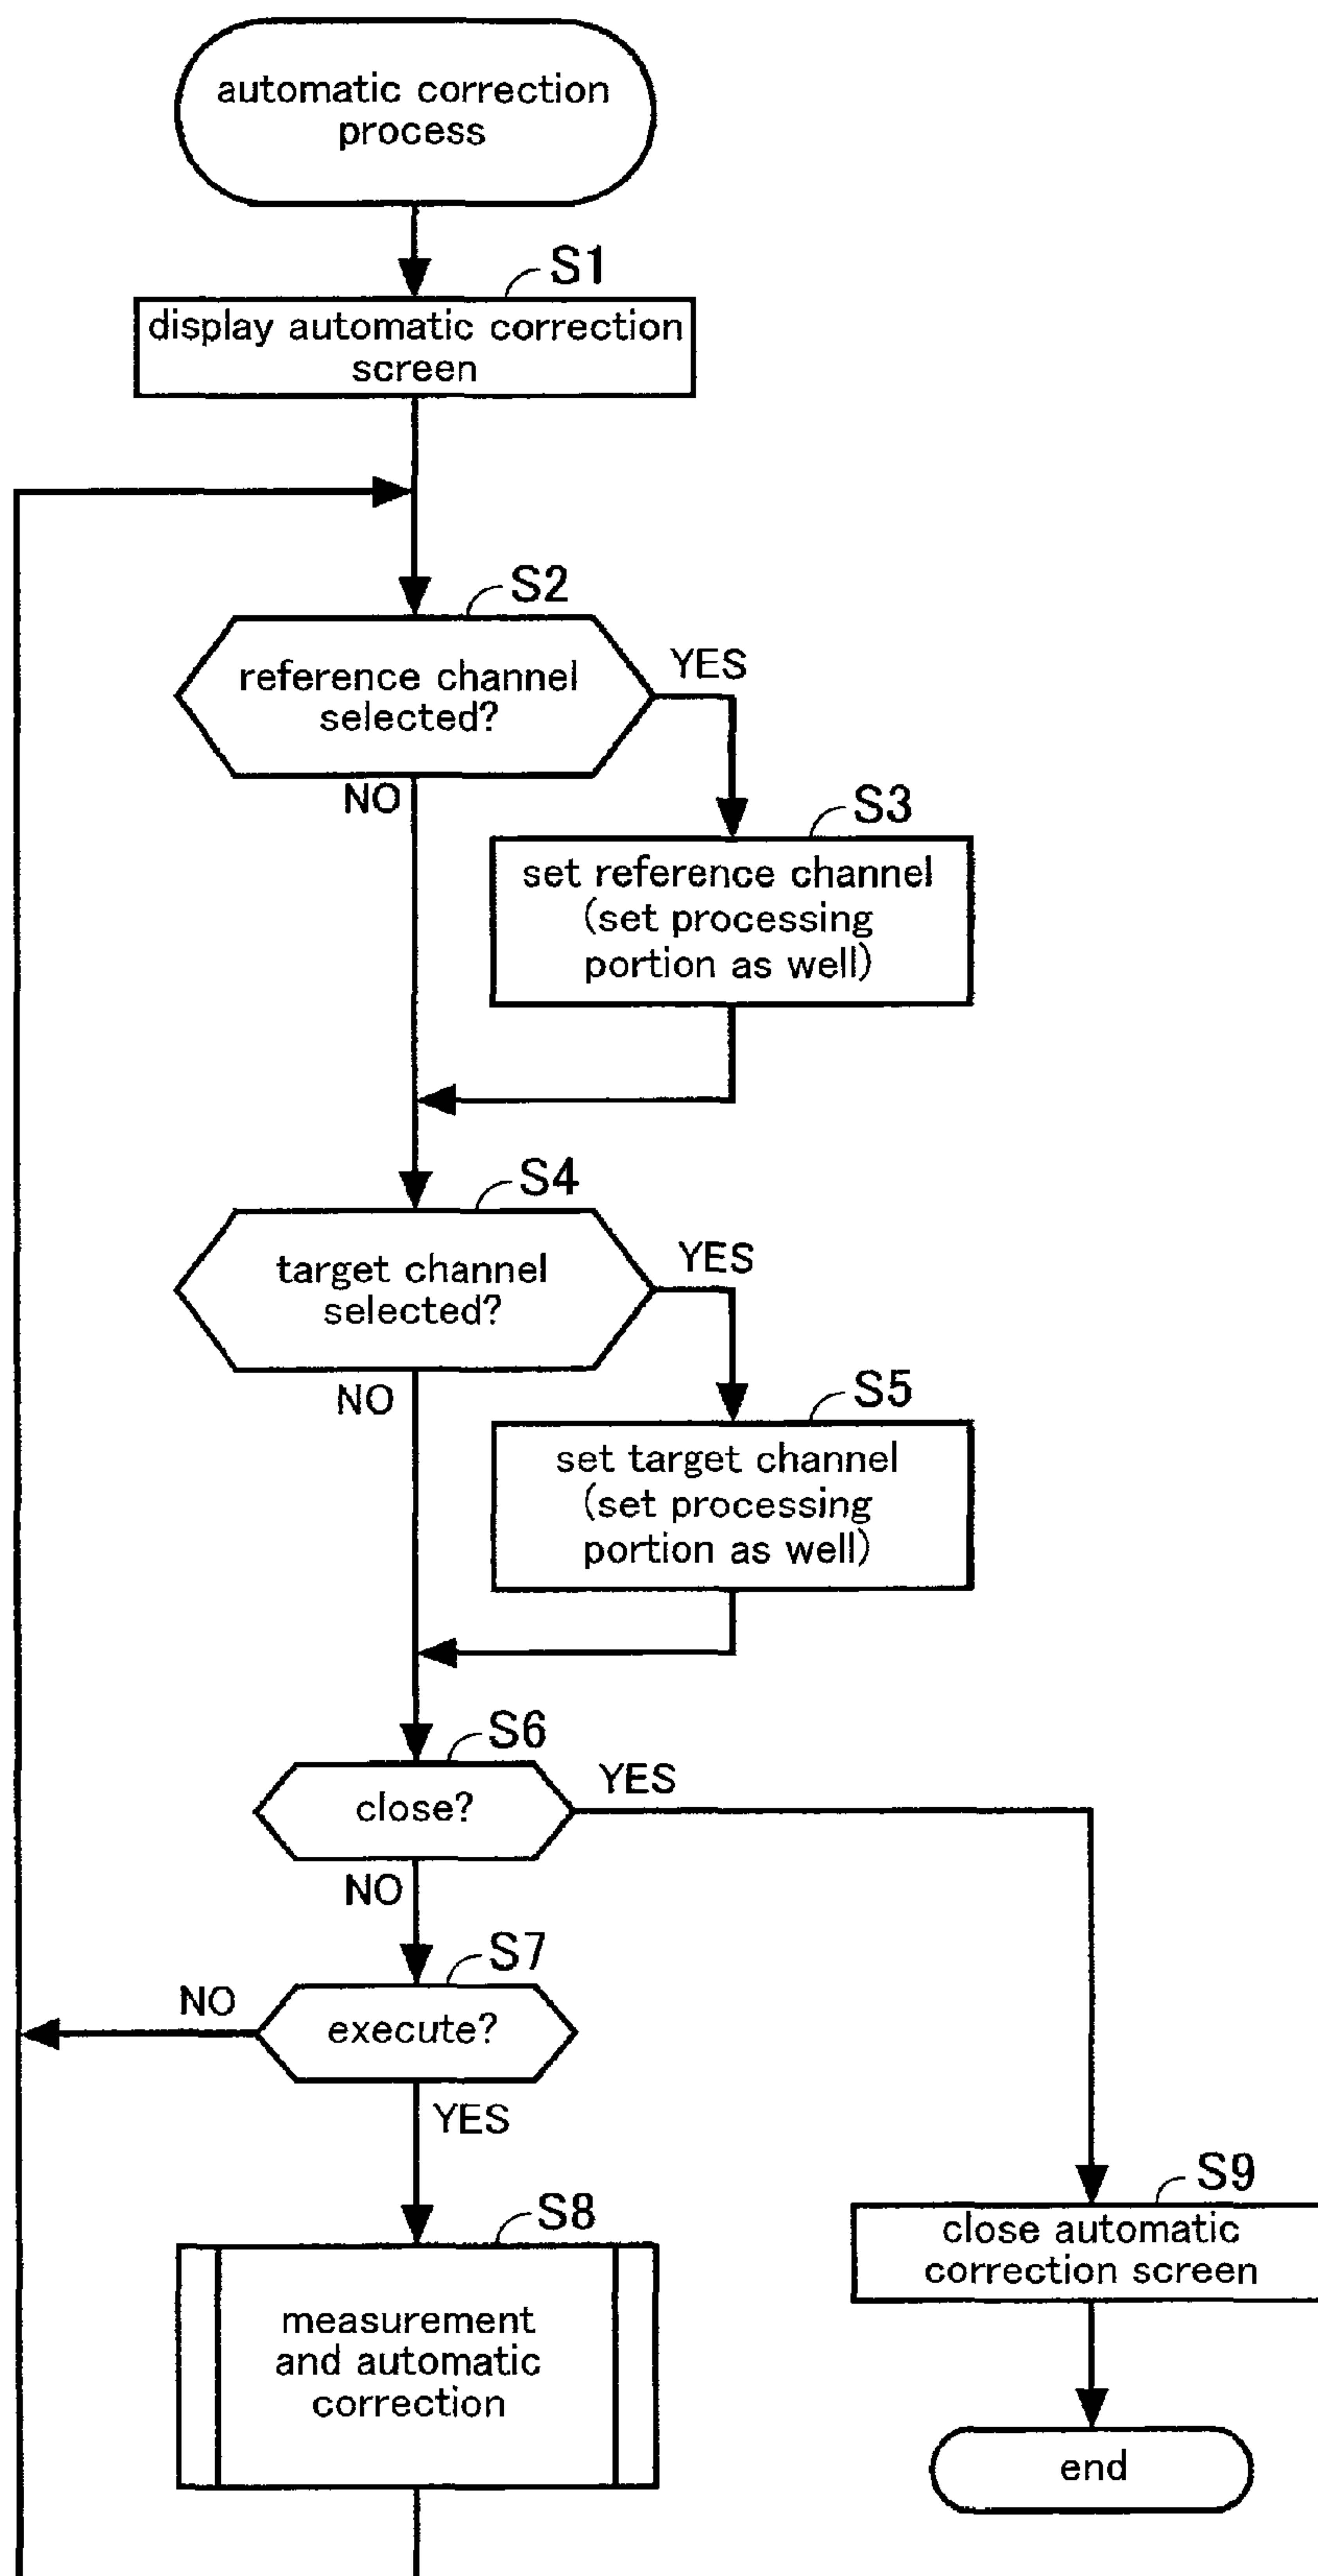 automatic correction
process
S1
display automatic correction
screen
S2
reference channel
selected?
YES
NO
S3
set reference channel
(set processing
portion as well)
S4
target channel
selected?
YES
NO
S5
set target channel
(set processing
portion as well)
S6
close?
YES
NO
S7
execute?
NO
YES
S8
measurement
and automatic
correction
S9
close automatic
correction screen
end